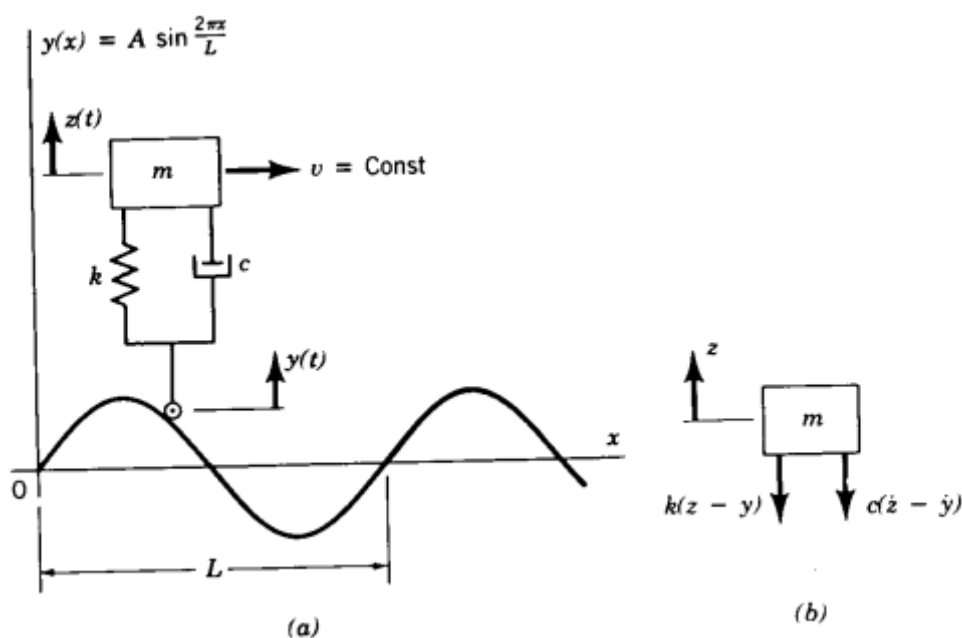 y(x) = A sin 2πx/L
z(t)
m
v = Const
k
c
y(t)
x
0
L
(a)
z
m
k(z − y)
c(ż − ẏ)
(b)